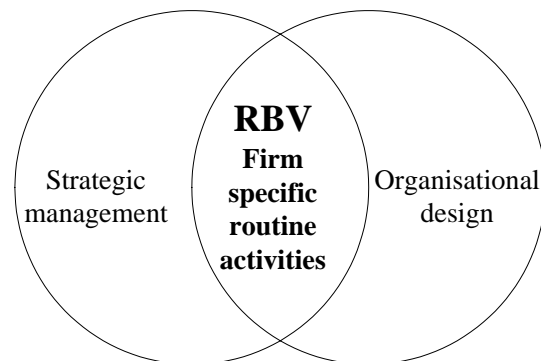 Strategic
management
RBV
Firm
specific
routine
activities
Organisational
design